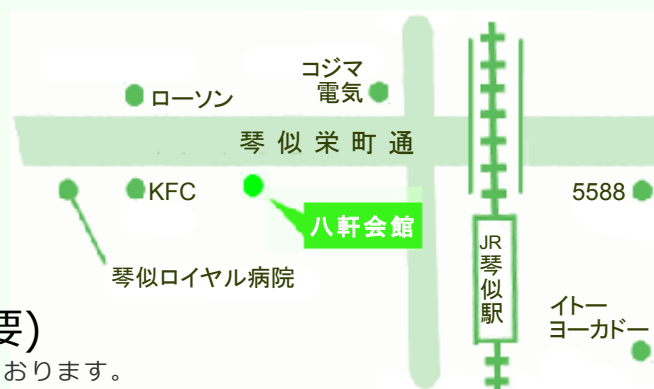 コジマ
電気
ローソン
琴似栄町通
KFC
5588
八軒会館
JR
琴似駅
琴似ロイヤル病院
イトー
ヨーカドー
要)
おります。